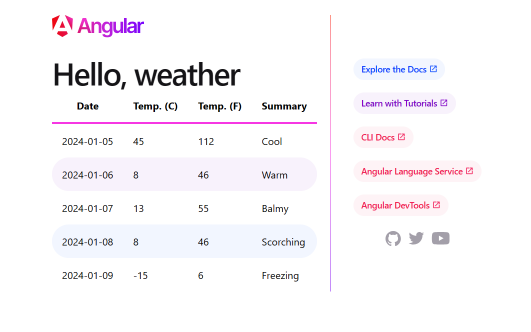 Angular
Hello, weather
Date Temp. (C) Temp. (F) Summary
2024-01-05 45 112 Cool
2024-01-06 8 46 Warm
2024-01-07 13 55 Balmy
2024-01-08 8 46 Scorching
2024-01-09 -15 6 Freezing
Explore the Docs
Learn with Tutorials
CLI Docs
Angular Language Service
Angular DevTools